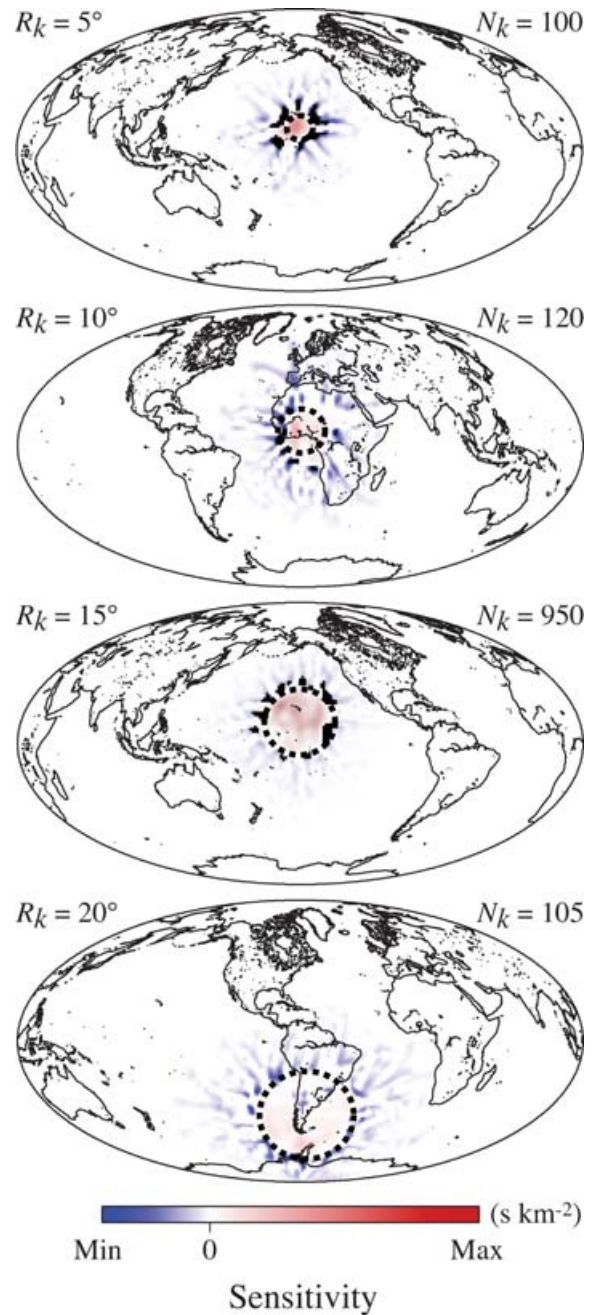 R_k = 5° N_k = 100
R_k = 10° N_k = 120
R_k = 15° N_k = 950
R_k = 20° N_k = 105
(s km⁻²)
Min 0 Max
Sensitivity